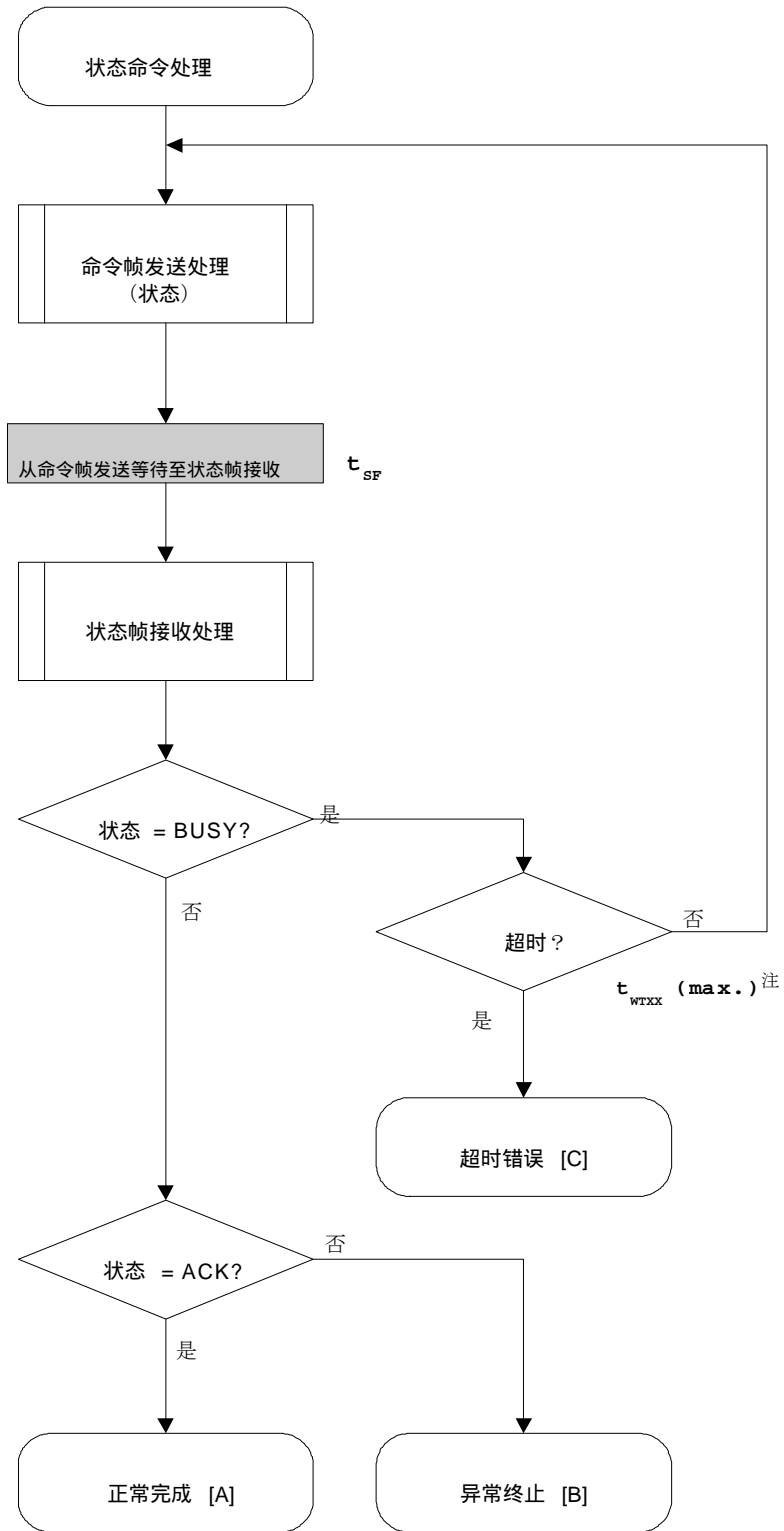 状态命令处理
命令帧发送处理
（状态）
从命令帧发送等待至状态帧接收
tSF
状态帧接收处理
状态 = BUSY?
是
否
超时？
否
tWTXX (max.)注
是
超时错误 [C]
状态 = ACK?
否
是
正常完成 [A]
异常终止 [B]